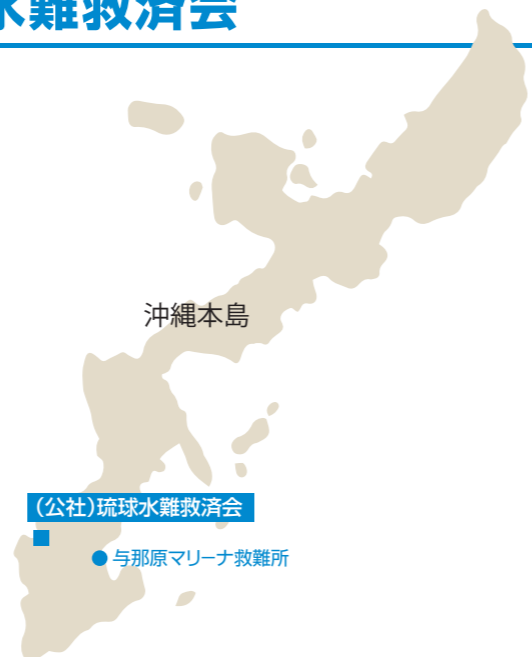 水難救済会
沖縄本島
(公社)琉球水難救済会
与那原マリーナ救難所